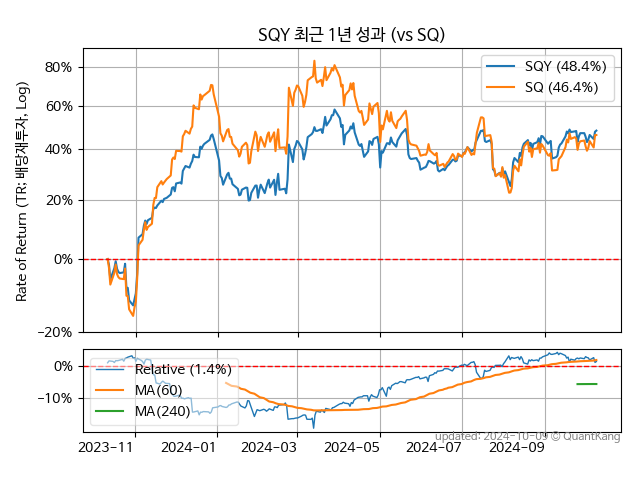 SQY 최근 1년 성과 (vs SQ)
Rate of Return (TR: 배당재투자, Log)
80%
60%
40%
20%
0%
−20%
SQY (48.4%)
SQ (46.4%)
0%
−10%
Relative (1.4%)
MA(60)
MA(240)
2023-11
2024-01
2024-03
2024-05
2024-07
2024-09
updated: 2024-10-09 © QuantKang